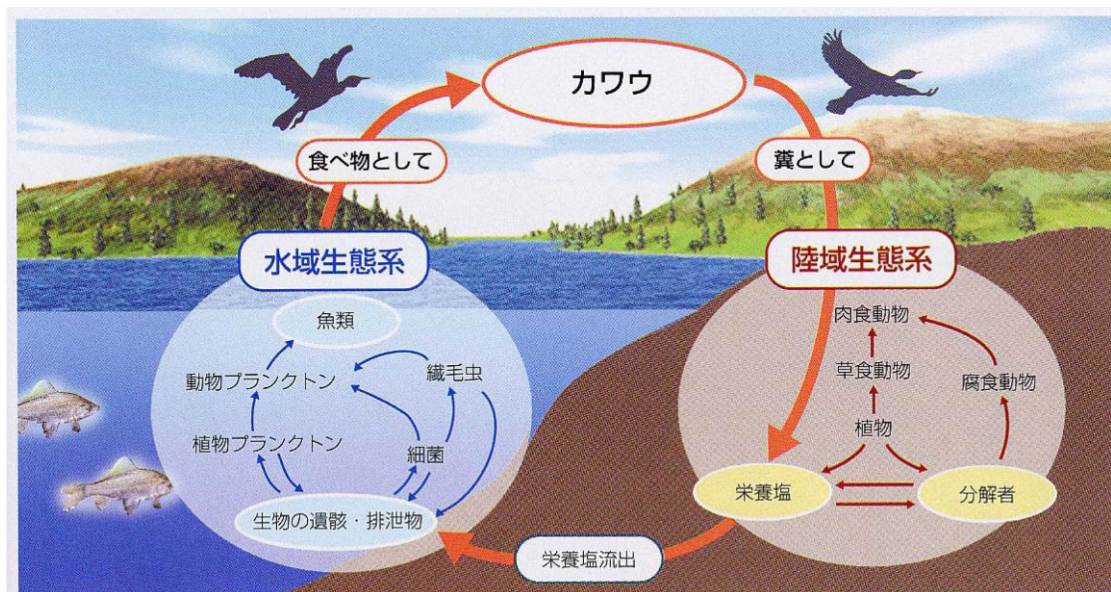 カワウ
食べ物として
糞として
水域生態系
陸域生態系
魚類
動物プランクトン
繊毛虫
植物プランクトン
細菌
生物の遺骸・排泄物
肉食動物
草食動物
腐食動物
植物
栄養塩
分解者
栄養塩流出